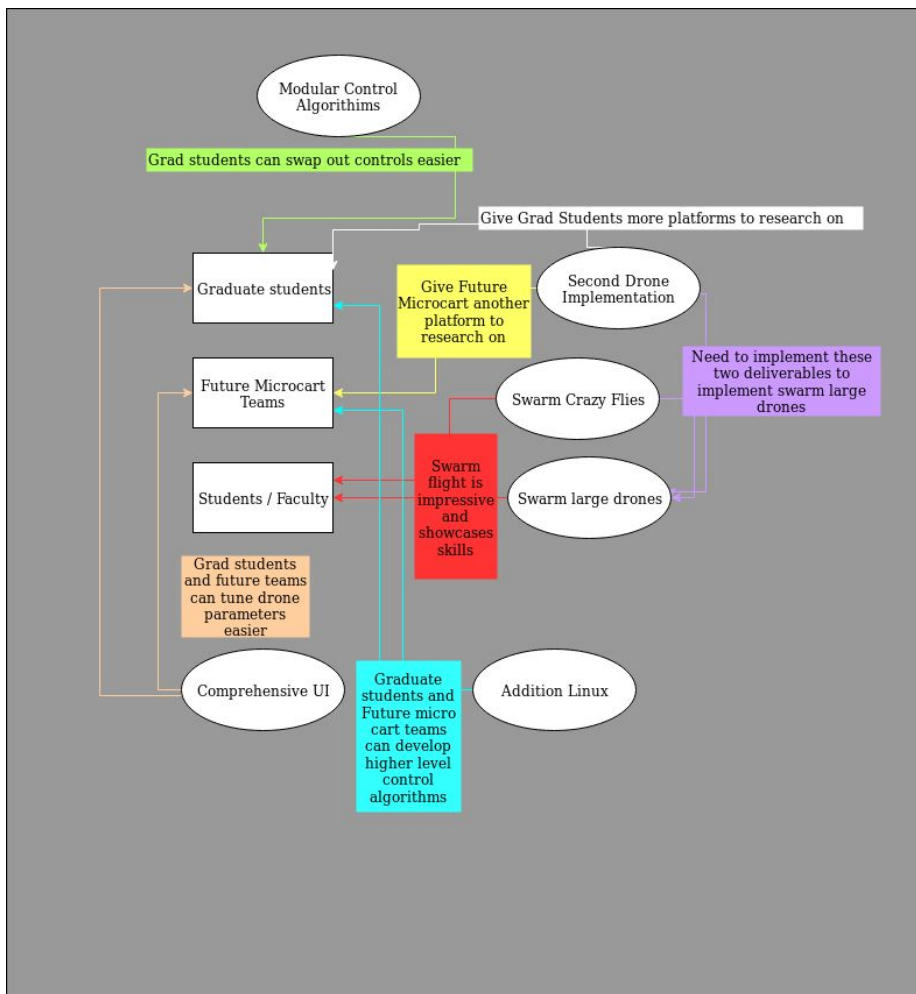 Modular Control
Algorithims
Grad students can swap out controls easier
Give Grad Students more platforms to research on
Graduate students
Give Future
Microcart another
platform to
research on
Second Drone
Implementation
Need to implement these
two deliverables to
implement swarm large
drones
Future Microcart
Teams
Swarm Crazy Flies
Students / Faculty
Swarm
flight is
impressive
and
showcases
skills
Swarm large drones
Grad students
and future teams
can tune drone
parameters
easier
Comprehensive UI
Graduate
students and
Future micro
cart teams
can develop
higher level
control
algorithms
Addition Linux